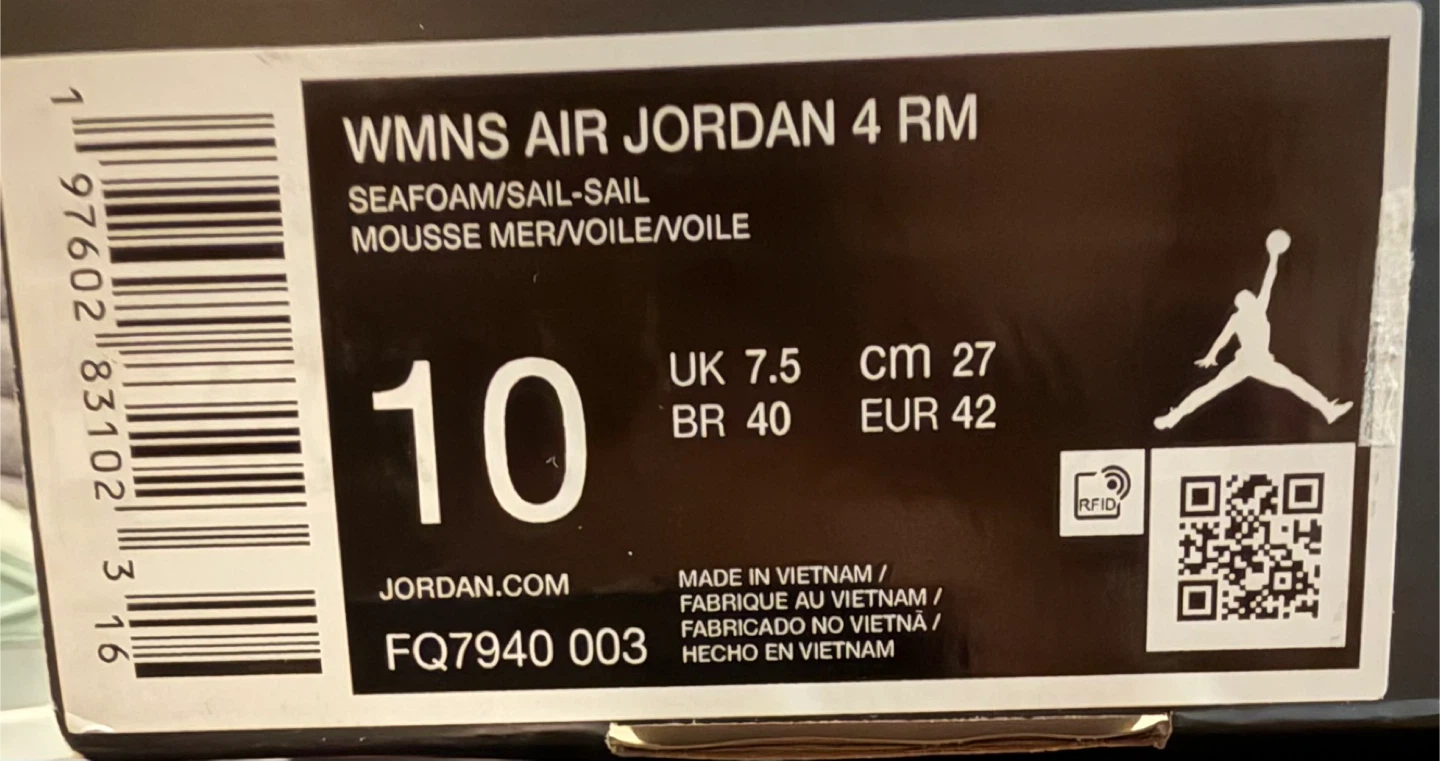 WMNS AIR JORDAN 4 RM
SEAFOAM/SAIL-SAIL
MOUSSE MER/VOILE/VOILE
10
UK 7.5 cm 27
BR 40 EUR 42
RFID
JORDAN.COM
FQ7940 003
MADE IN VIETNAM /
FABRIQUE AU VIETNAM /
FABRICADO NO VIETNÃ /
HECHO EN VIETNAM
1 97602 83102 3 16